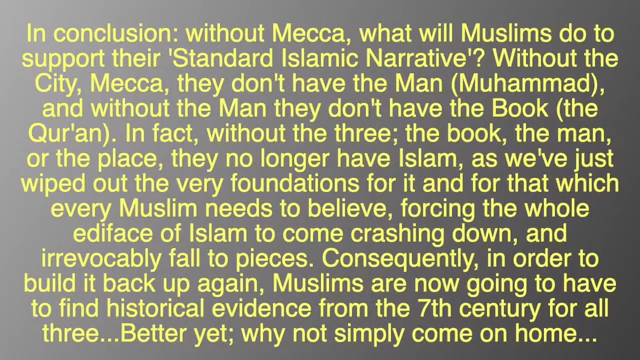 In conclusion: without Mecca, what will Muslims do to
support their 'Standard Islamic Narrative'? Without the
City, Mecca, they don't have the Man (Muhammad),
and without the Man they don't have the Book (the
Qur'an). In fact, without the three; the book, the man,
or the place, they no longer have Islam, as we've just
wiped out the very foundations for it and for that which
every Muslim needs to believe, forcing the whole
ediface of Islam to come crashing down, and
irrevocably fall to pieces. Consequently, in order to
build it back up again, Muslims are now going to have
to find historical evidence from the 7th century for all
three...Better yet; why not simply come on home...